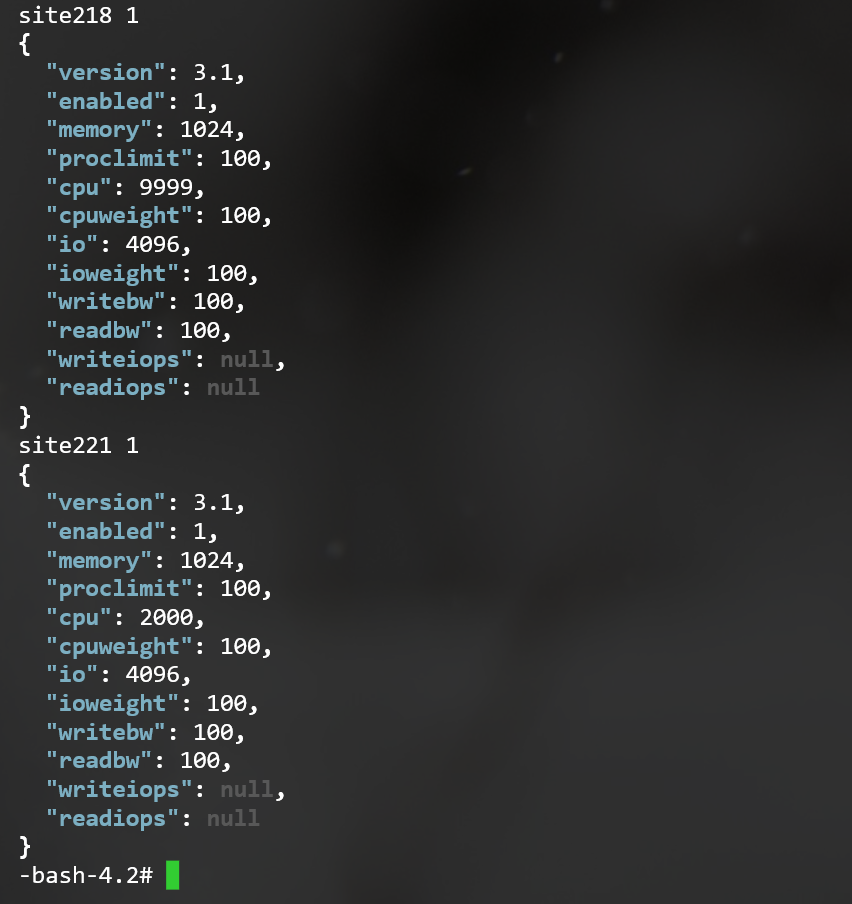 site218 1
{
  "version": 3.1,
  "enabled": 1,
  "memory": 1024,
  "proclimit": 100,
  "cpu": 9999,
  "cpuweight": 100,
  "io": 4096,
  "ioweight": 100,
  "writebw": 100,
  "readbw": 100,
  "writeiops": null,
  "readiops": null
}
site221 1
{
  "version": 3.1,
  "enabled": 1,
  "memory": 1024,
  "proclimit": 100,
  "cpu": 2000,
  "cpuweight": 100,
  "io": 4096,
  "ioweight": 100,
  "writebw": 100,
  "readbw": 100,
  "writeiops": null,
  "readiops": null
}
-bash-4.2#